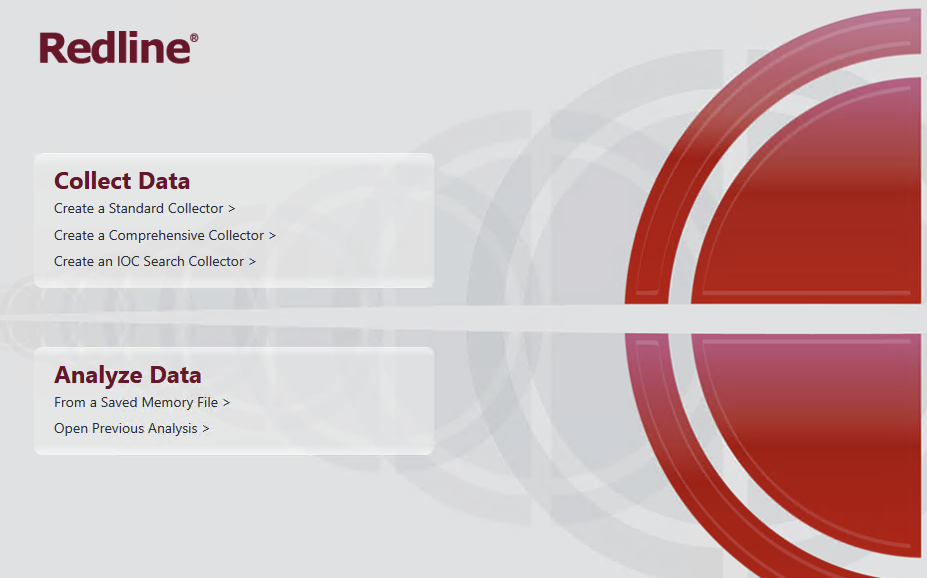 Redline®
Collect Data
Create a Standard Collector >
Create a Comprehensive Collector >
Create an IOC Search Collector >
Analyze Data
From a Saved Memory File >
Open Previous Analysis >